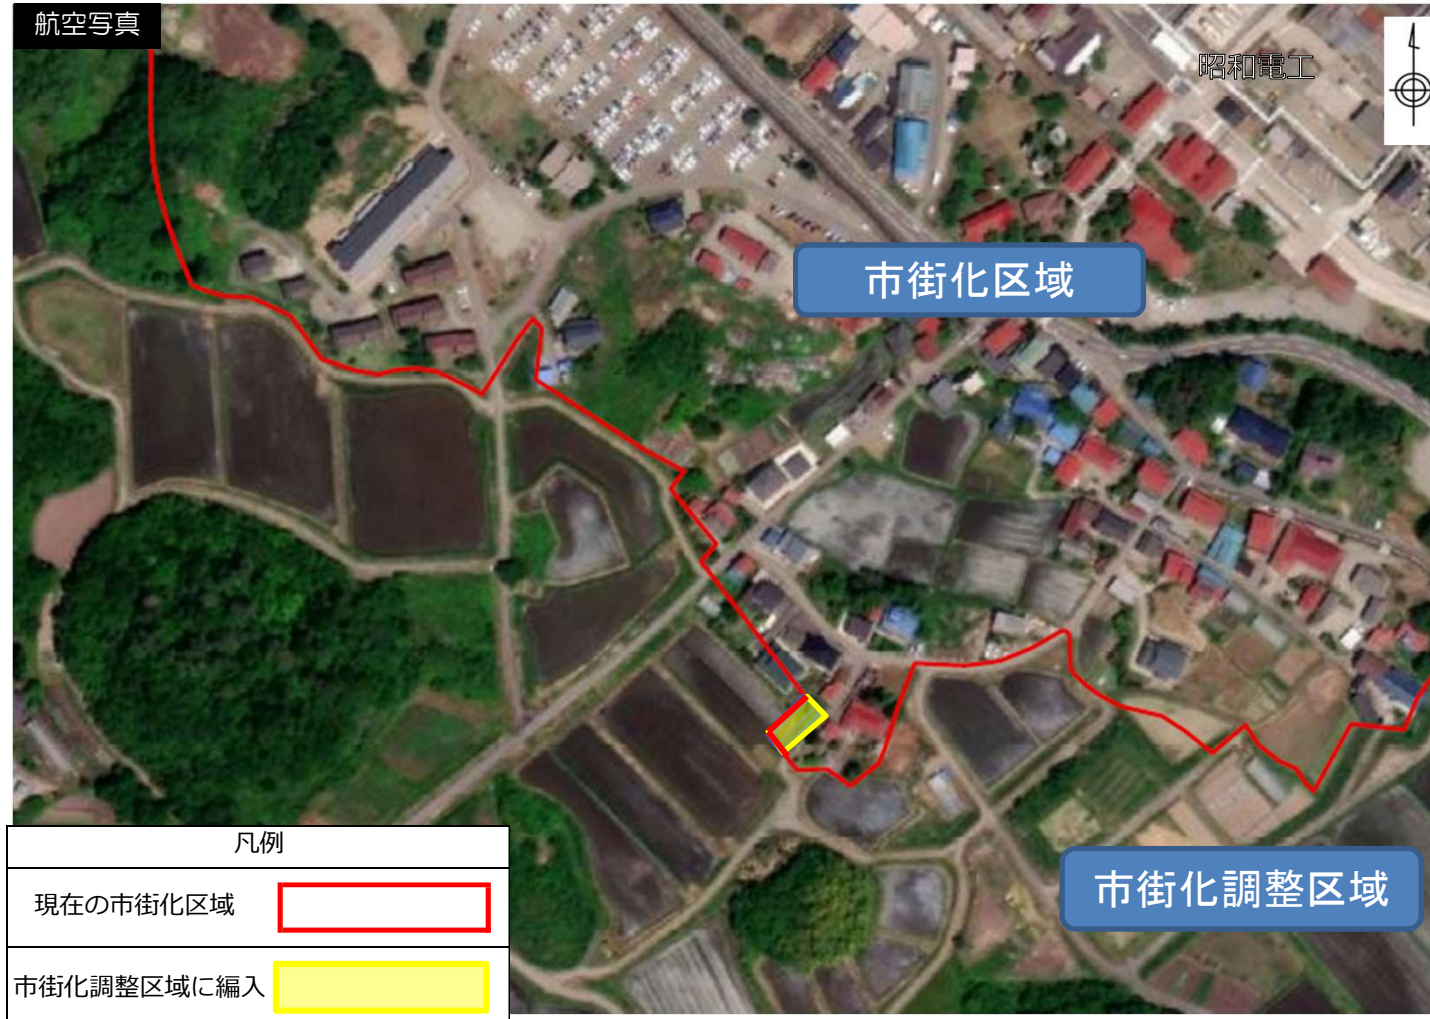 航空写真
昭和電工
市街化区域
市街化調整区域
凡例
現在の市街化区域
市街化調整区域に編入